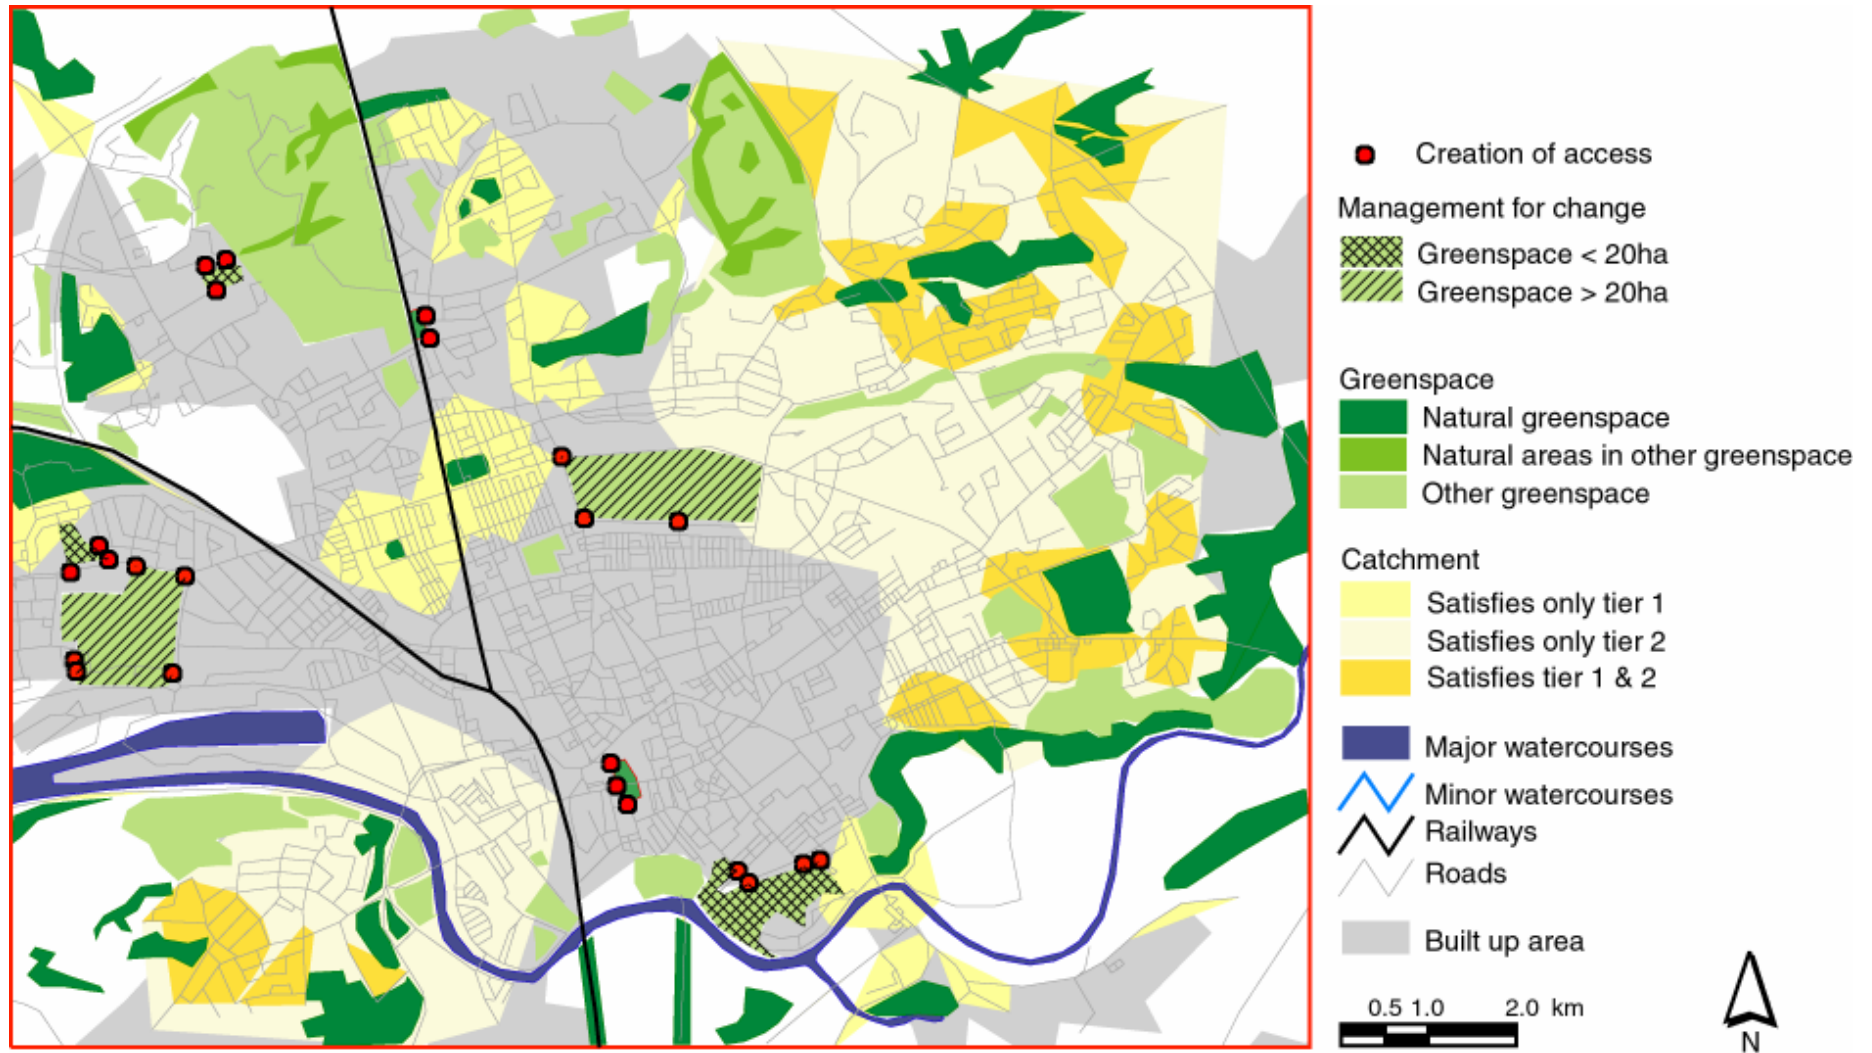 Creation of access
Management for change
Greenspace < 20ha
Greenspace > 20ha
Greenspace
Natural greenspace
Natural areas in other greenspace
Other greenspace
Catchment
Satisfies only tier 1
Satisfies only tier 2
Satisfies tier 1 & 2
Major watercourses
Minor watercourses
Railways
Roads
Built up area
0.5 1.0 2.0 km
N